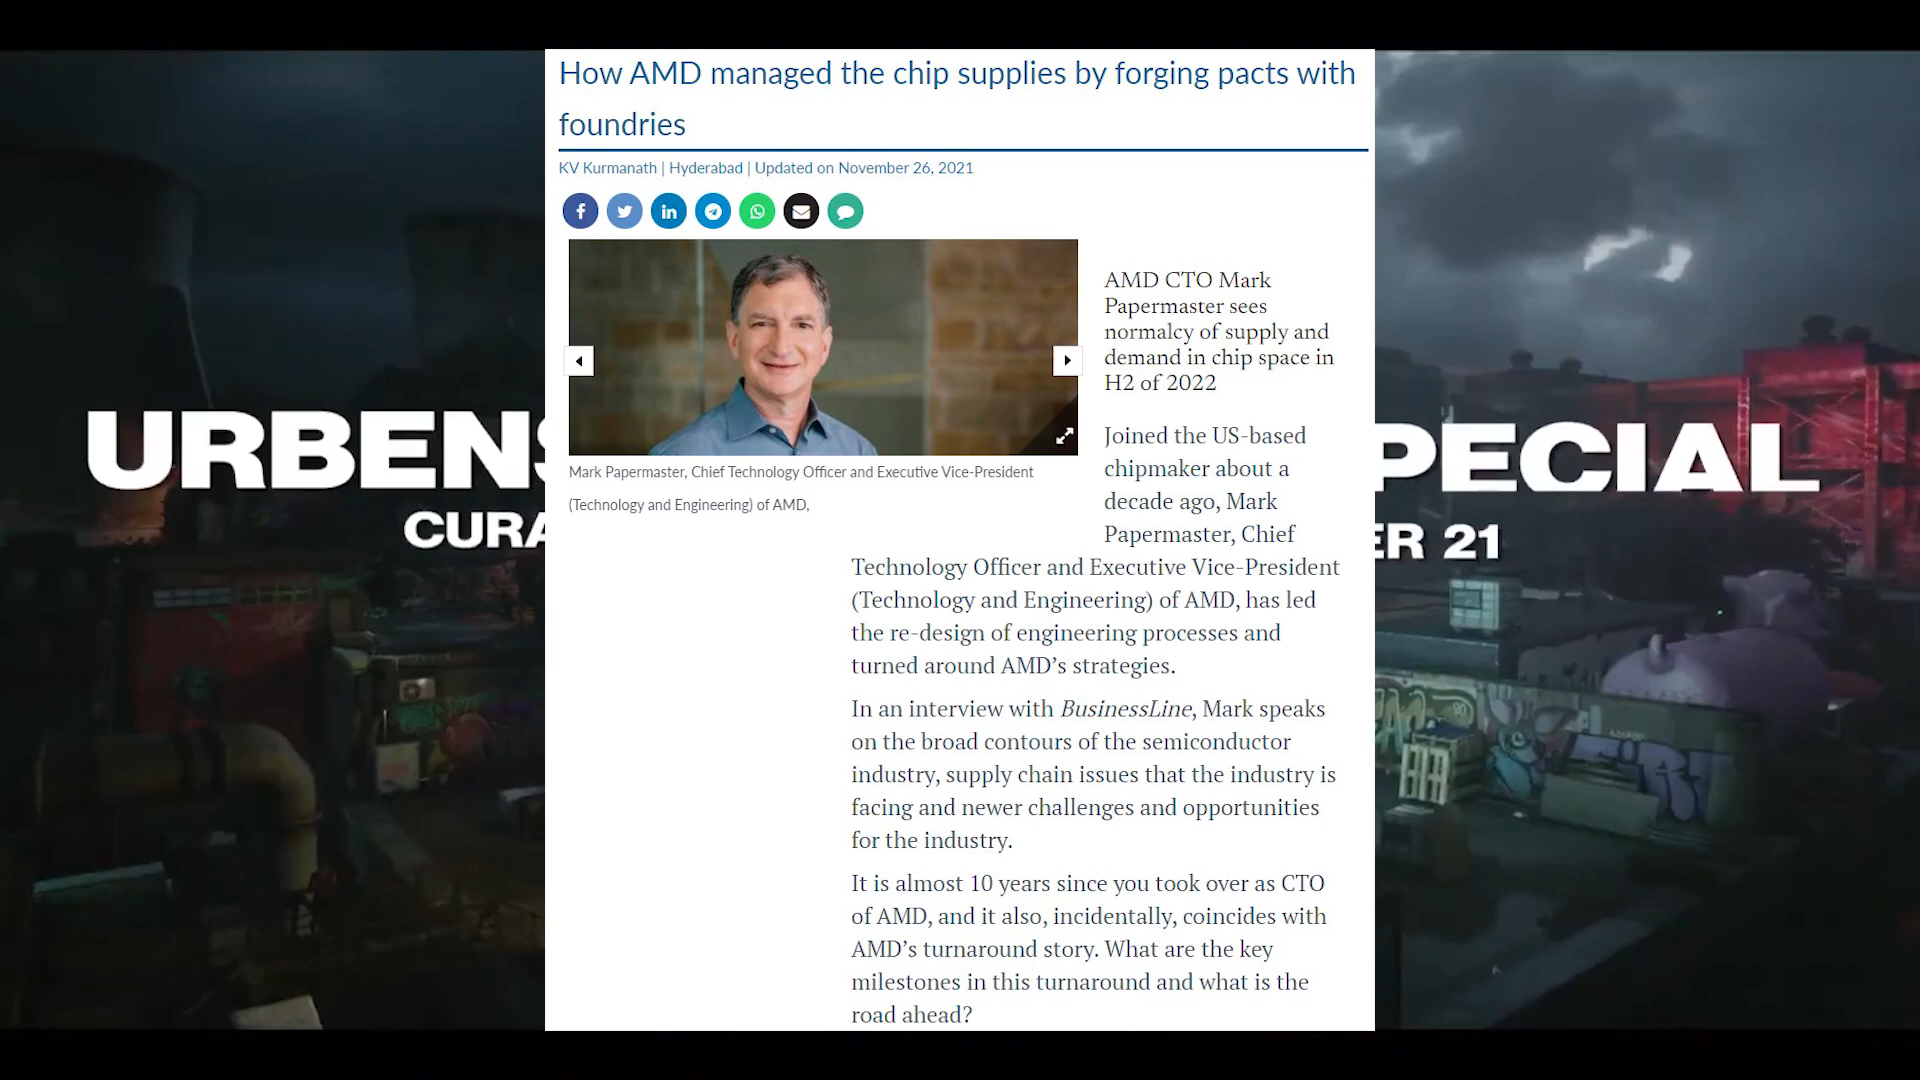 How AMD managed the chip supplies by forging pacts with
foundries
KV Kurmanath | Hyderabad | Updated on November 26, 2021
AMD CTO Mark
Papermaster sees
normalcy of supply and
demand in chip space in
H2 of 2022
Mark Papermaster, Chief Technology Officer and Executive Vice-President
(Technology and Engineering) of AMD,
Joined the US-based
chipmaker about a
decade ago, Mark
Papermaster, Chief
Technology Officer and Executive Vice-President
(Technology and Engineering) of AMD, has led
the re-design of engineering processes and
turned around AMD's strategies.
In an interview with BusinessLine, Mark speaks
on the broad contours of the semiconductor
industry, supply chain issues that the industry is
facing and newer challenges and opportunities
for the industry.
It is almost 10 years since you took over as CTO
of AMD, and it also, incidentally, coincides with
AMD's turnaround story. What are the key
milestones in this turnaround and what is the
road ahead?
URBENS
PECIAL
CURA
ER 21